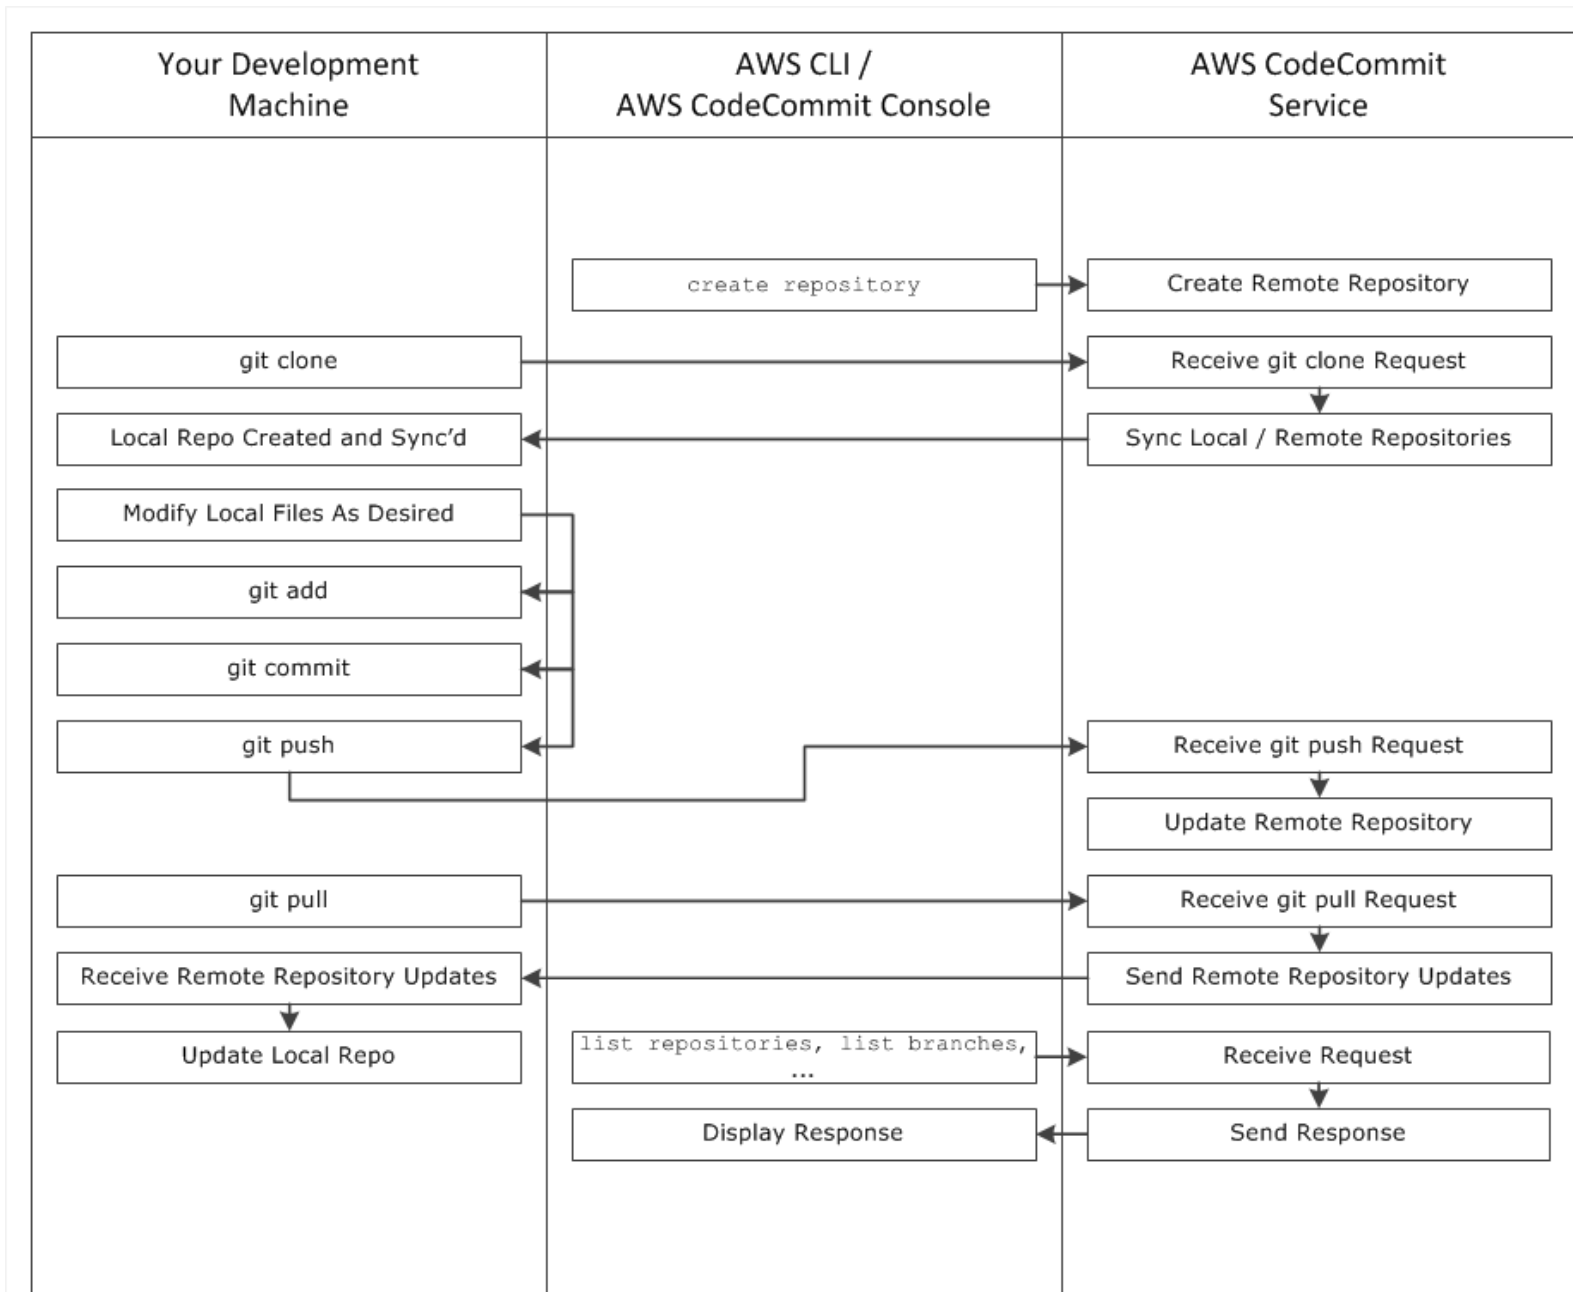 Your Development
Machine
AWS CLI /
AWS CodeCommit Console
AWS CodeCommit
Service
create repository
Create Remote Repository
git clone
Receive git clone Request
Local Repo Created and Sync’d
Sync Local / Remote Repositories
Modify Local Files As Desired
git add
git commit
git push
Receive git push Request
Update Remote Repository
git pull
Receive git pull Request
Receive Remote Repository Updates
Send Remote Repository Updates
Update Local Repo
list repositories, list branches,
...
Receive Request
Display Response
Send Response